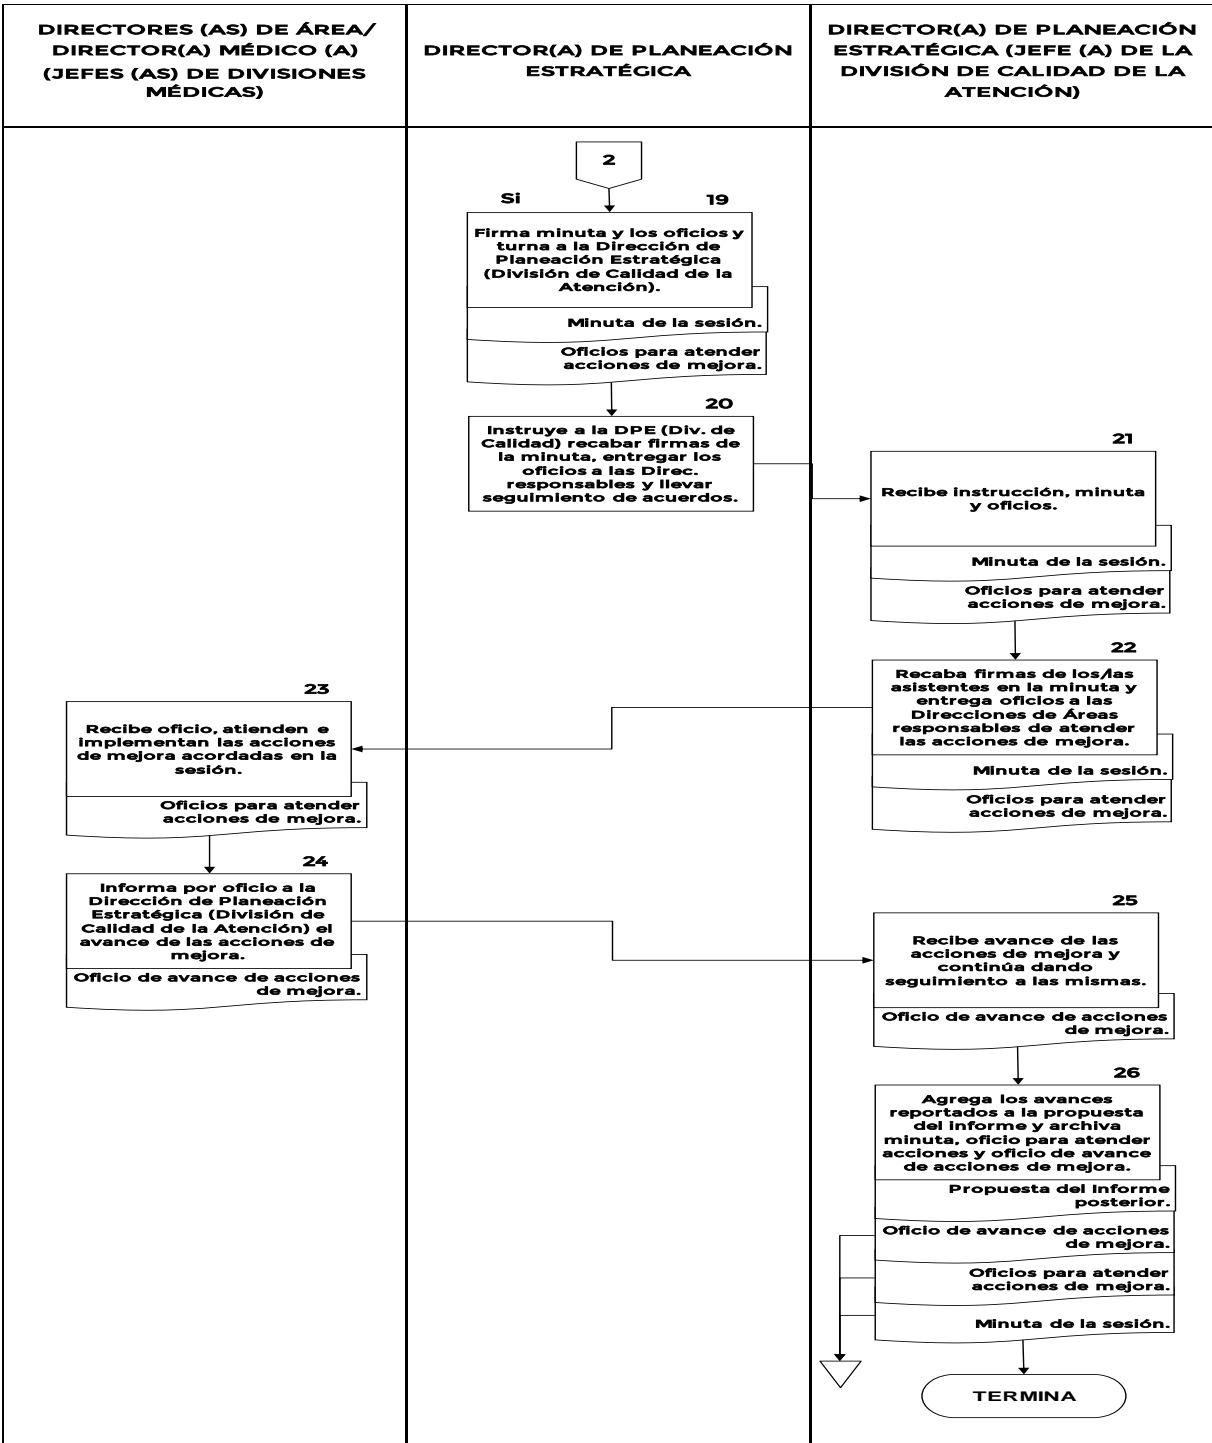 DIRECTORES (AS) DE ÁREA/
DIRECTOR(A) MÉDICO (A)
(JEFES (AS) DE DIVISIONES
MÉDICAS)
DIRECTOR(A) DE PLANEACIÓN
ESTRATÉGICA
DIRECTOR(A) DE PLANEACIÓN
ESTRATÉGICA (JEFE (A) DE LA
DIVISIÓN DE CALIDAD DE LA
ATENCIÓN)
2
Si
19
Firma minuta y los oficios y
turna a la Dirección de
Planeación Estratégica
(División de Calidad de la
Atención).
Minuta de la sesión.
Oficios para atender
acciones de mejora.
20
Instruye a la DPE (Div. de
Calidad) recabar firmas de
la minuta, entregar los
oficios a las Direc.
responsables y llevar
seguimiento de acuerdos.
21
Recibe instrucción, minuta
y oficios.
Minuta de la sesión.
Oficios para atender
acciones de mejora.
22
Recaba firmas de los/las
asistentes en la minuta y
entrega oficios a las
Direcciones de Áreas
responsables de atender
las acciones de mejora.
Minuta de la sesión.
Oficios para atender
acciones de mejora.
23
Recibe oficio, atienden e
implementan las acciones
de mejora acordadas en la
sesión.
Oficios para atender
acciones de mejora.
24
Informa por oficio a la
Dirección de Planeación
Estratégica (División de
Calidad de la Atención) el
avance de las acciones de
mejora.
Oficio de avance de acciones
de mejora.
25
Recibe avance de las
acciones de mejora y
continúa dando
seguimiento a las mismas.
Oficio de avance de acciones
de mejora.
26
Agrega los avances
reportados a la propuesta
del informe y archiva
minuta, oficio para atender
acciones y oficio de avance
de acciones de mejora.
Propuesta del Informe
posterior.
Oficio de avance de acciones
de mejora.
Oficios para atender
acciones de mejora.
Minuta de la sesión.
TERMINA